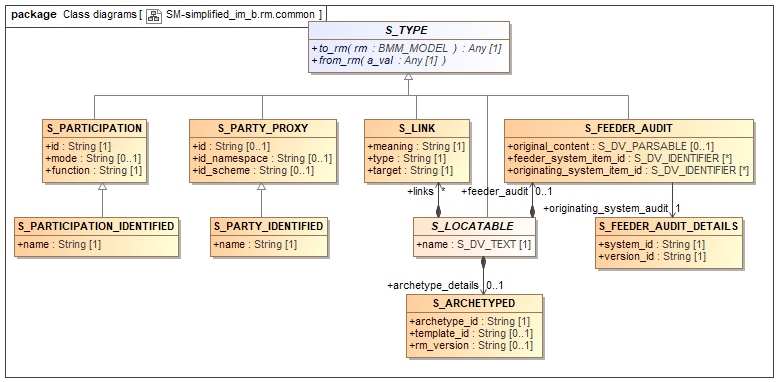 package Class diagrams [ SM-simplified_im_b.rm.common ]
S_TYPE
+to_rm( rm : BMM_MODEL ) : Any [1]
+from_rm( a_val : Any [1] )
S_PARTICIPATION
+id : String [1]
+mode : String [0..1]
+function : String [1]
S_PARTY_PROXY
+id : String [0..1]
+id_namespace : String [0..1]
+id_scheme : String [0..1]
S_LINK
+meaning : String [1]
+type : String [1]
+target : String [1]
S_FEEDER_AUDIT
+original_content : S_DV_PARSABLE [0..1]
+feeder_system_item_id : S_DV_IDENTIFIER [*]
+originating_system_item_id : S_DV_IDENTIFIER [*]
+links *
+feeder_audit 0..1
+originating_system_audit 1
S_PARTICIPATION_IDENTIFIED
+name : String [1]
S_PARTY_IDENTIFIED
+name : String [1]
S_LOCATABLE
+name : S_DV_TEXT [1]
S_FEEDER_AUDIT_DETAILS
+system_id : String [1]
+version_id : String [1]
+archetype_details 0..1
S_ARCHETYPED
+archetype_id : String [1]
+template_id : String [0..1]
+rm_version : String [0..1]